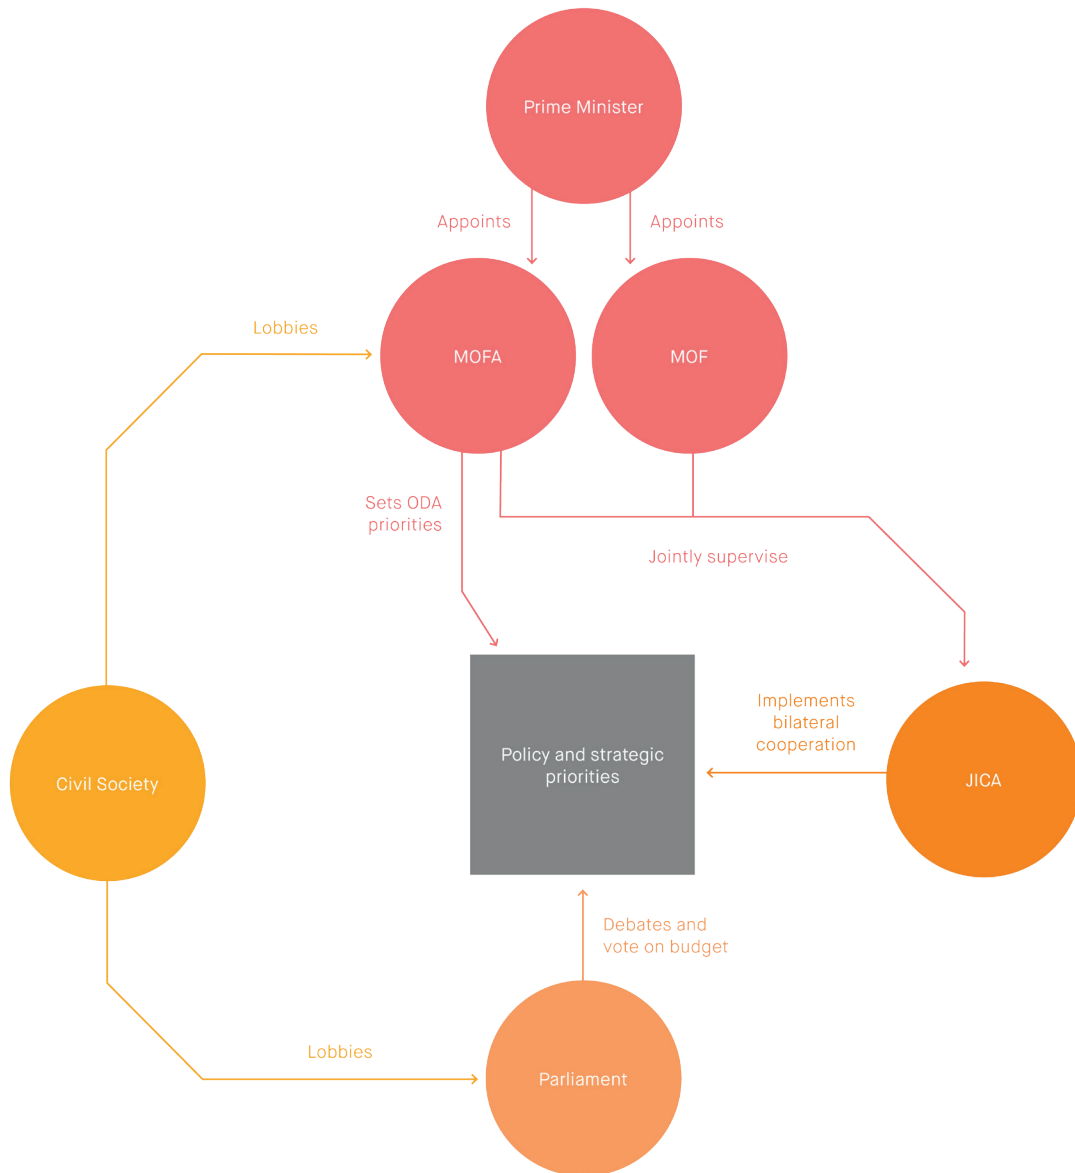 Prime Minister
Appoints
Appoints
Lobbies
MOFA
MOF
Sets ODA
priorities
Jointly supervise
Implements
bilateral
cooperation
Policy and strategic
priorities
Civil Society
JICA
Debates and
vote on budget
Lobbies
Parliament